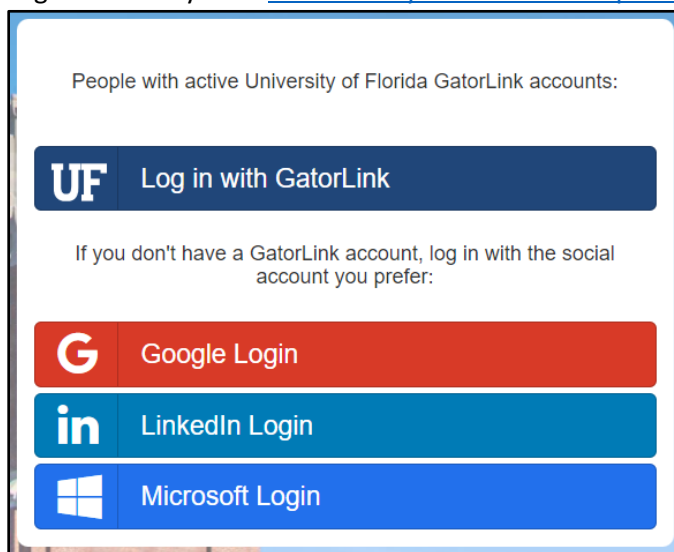 People with active University of Florida GatorLink accounts:
UF Log in with GatorLink
If you don't have a GatorLink account, log in with the social
account you prefer:
G Google Login
in LinkedIn Login
Microsoft Login